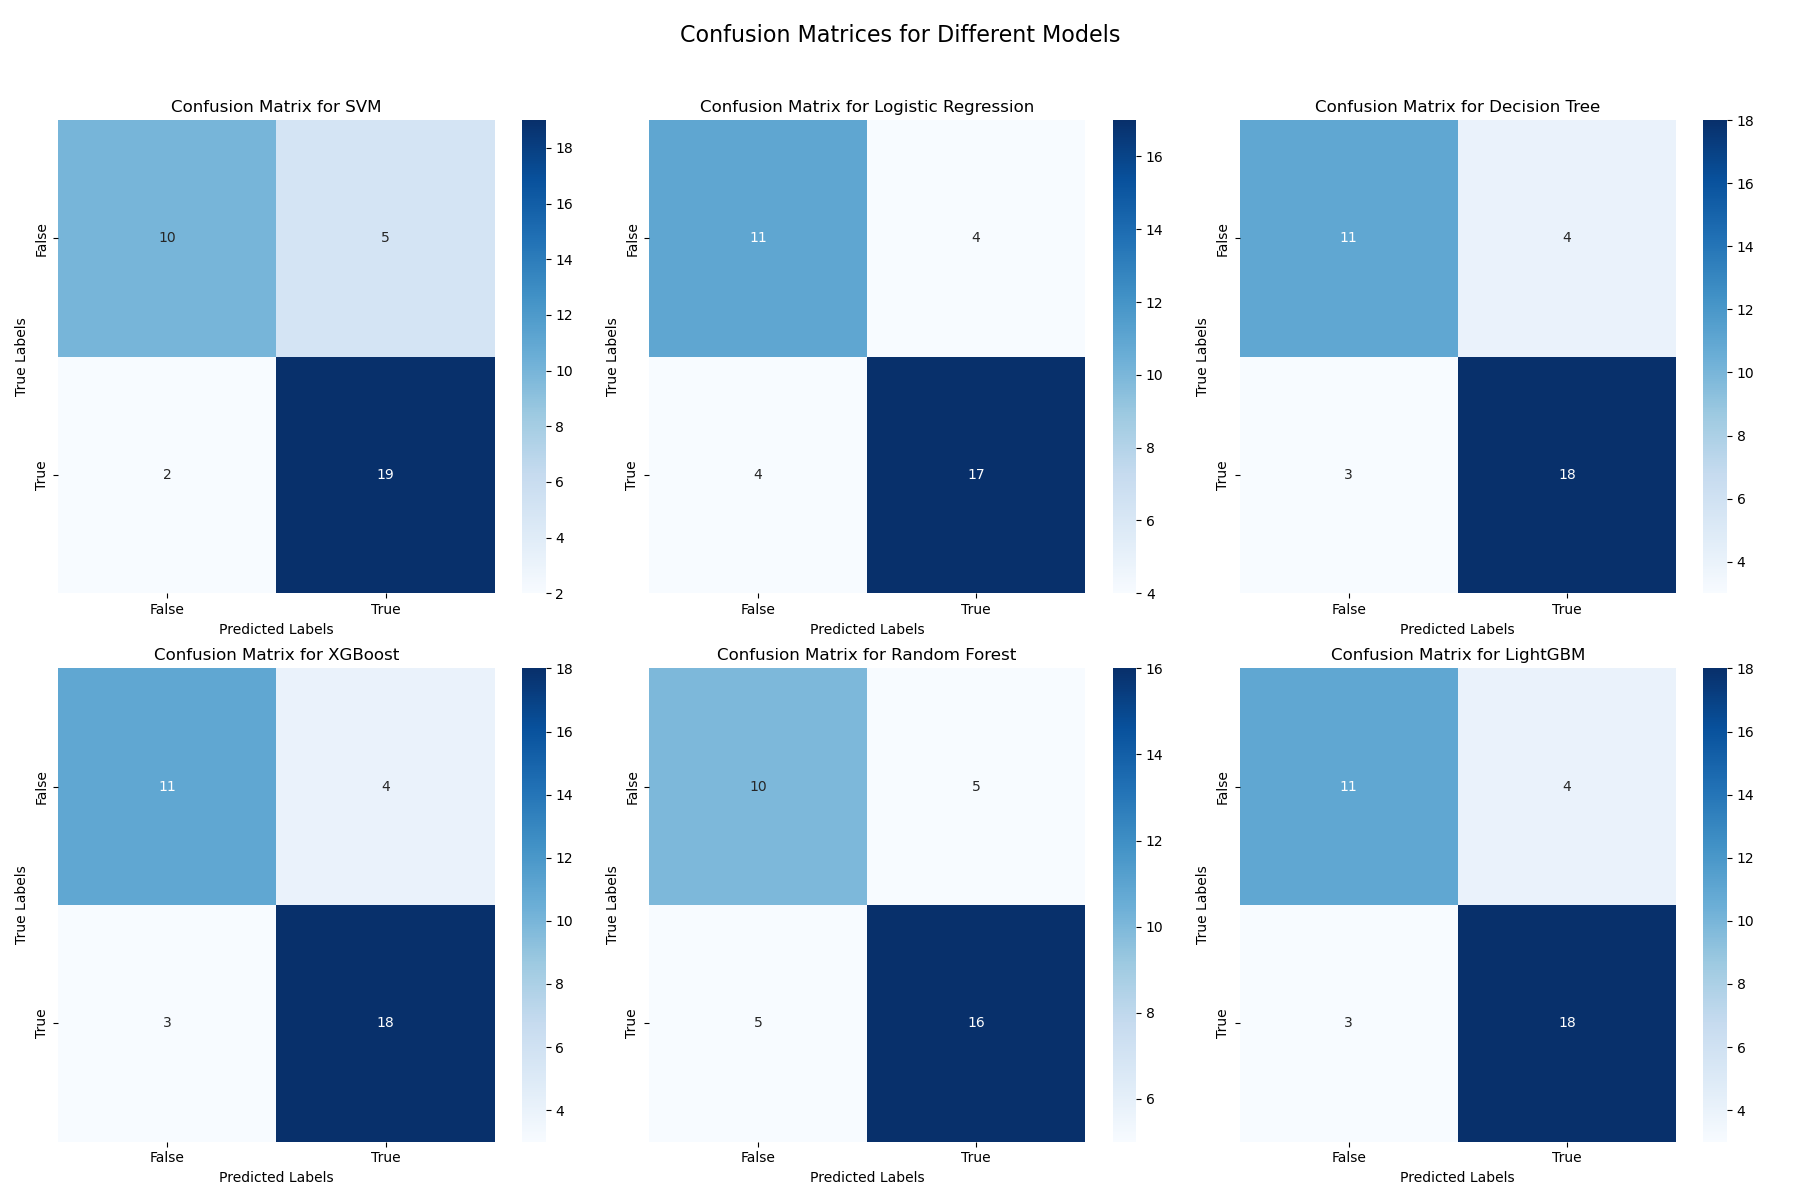 Confusion Matrices for Different Models
Confusion Matrix for SVM
10
5
2
19
False
True
True Labels
False
True
Predicted Labels
18
16
14
12
10
8
6
4
2
Confusion Matrix for Logistic Regression
11
4
4
17
False
True
True Labels
False
True
Predicted Labels
16
14
12
10
8
6
4
Confusion Matrix for Decision Tree
11
4
3
18
False
True
True Labels
False
True
Predicted Labels
18
16
14
12
10
8
6
4
Confusion Matrix for XGBoost
11
4
3
18
False
True
True Labels
False
True
Predicted Labels
18
16
14
12
10
8
6
4
Confusion Matrix for Random Forest
10
5
5
16
False
True
True Labels
False
True
Predicted Labels
16
14
12
10
8
6
Confusion Matrix for LightGBM
11
4
3
18
False
True
True Labels
False
True
Predicted Labels
18
16
14
12
10
8
6
4